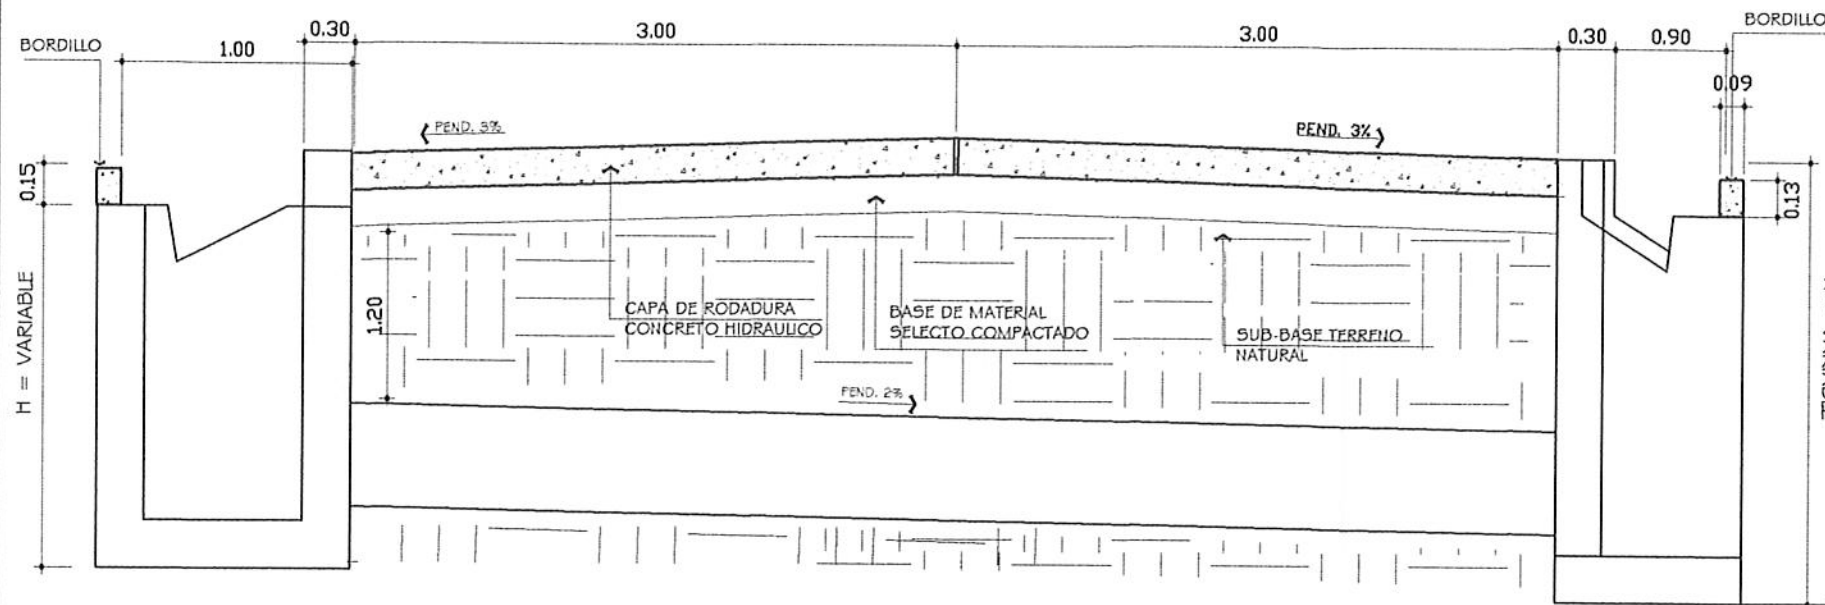 BORDILLO
1.00
0.30
3.00
3.00
0.30
0.90
BORDILLO
0.09
PEND. 3%
PEND. 3%
0.15
0.13
H = VARIABLE
1.20
CAPA DE RODADURA
CONCRETO HIDRAULICO
BASE DE MATERIAL
SELECTO COMPACTADO
SUB-BASE TERRENO
NATURAL
PEND. 2%